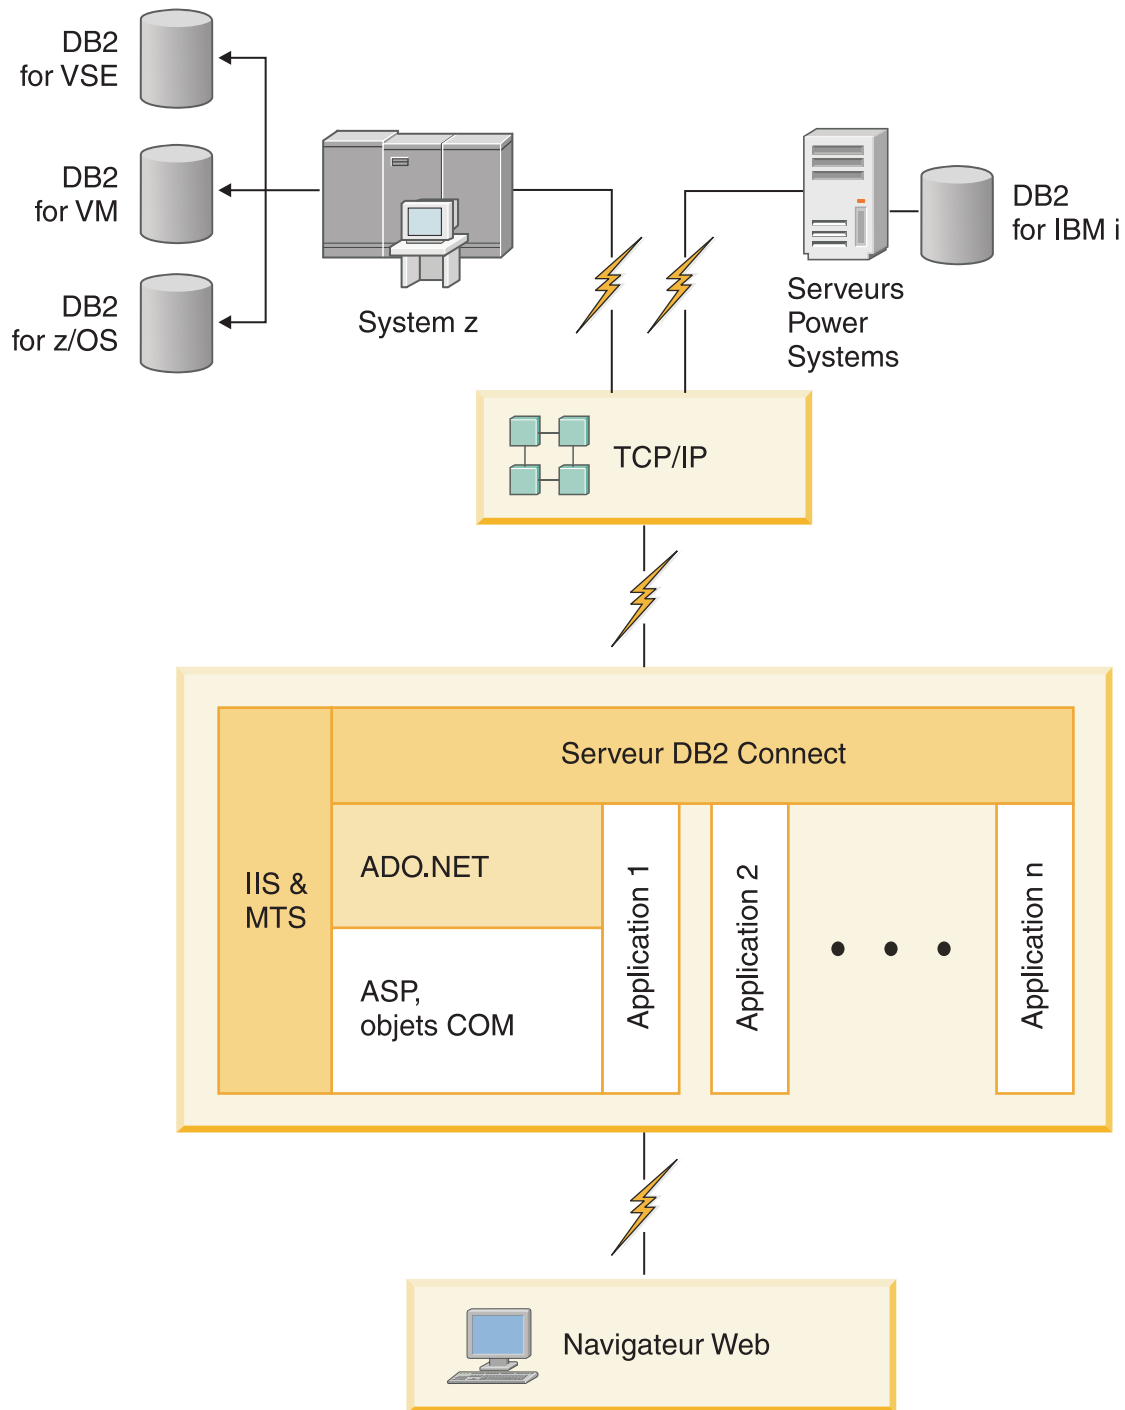 DB2
for VSE
DB2
for VM
DB2
for z/OS
System z
Serveurs
Power
Systems
DB2
for IBM i
TCP/IP
Serveur DB2 Connect
IIS &
MTS
ADO.NET
ASP,
objets COM
Application 1
Application 2
Application n
Navigateur Web